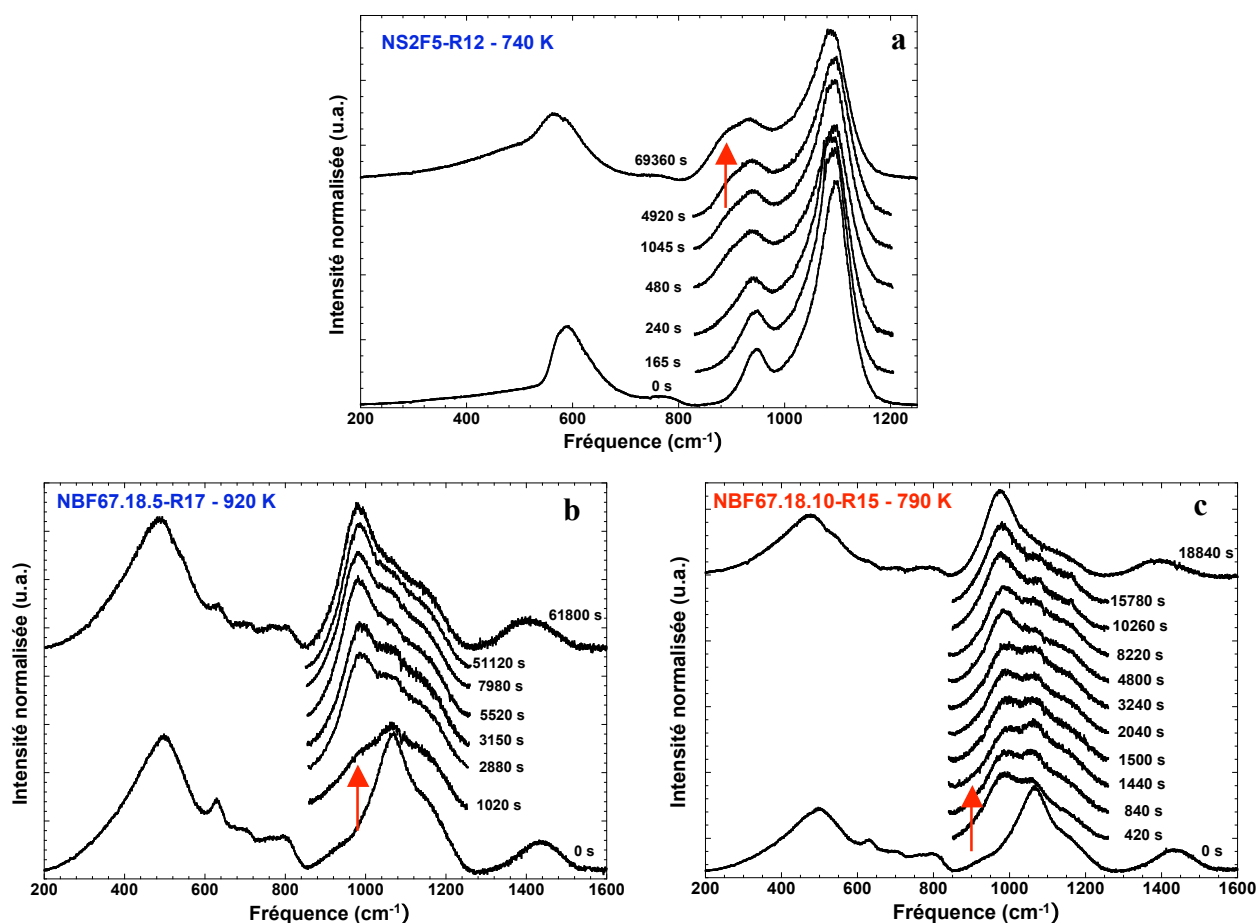 NS2F5-R12 - 740 K
a
Intensité normalisée (u.a.)
69360 s
4920 s
1045 s
480 s
240 s
165 s
0 s
200 400 600 800 1000 1200
Fréquence (cm-1)
NBF67.18.5-R17 - 920 K
b
Intensité normalisée (u.a.)
61800 s
51120 s
7980 s
5520 s
3150 s
2880 s
1020 s
0 s
200 400 600 800 1000 1200 1400 1600
Fréquence (cm-1)
NBF67.18.10-R15 - 790 K
c
Intensité normalisée (u.a.)
18840 s
15780 s
10260 s
8220 s
4800 s
3240 s
2040 s
1500 s
1440 s
840 s
420 s
0 s
200 400 600 800 1000 1200 1400 1600
Fréquence (cm-1)